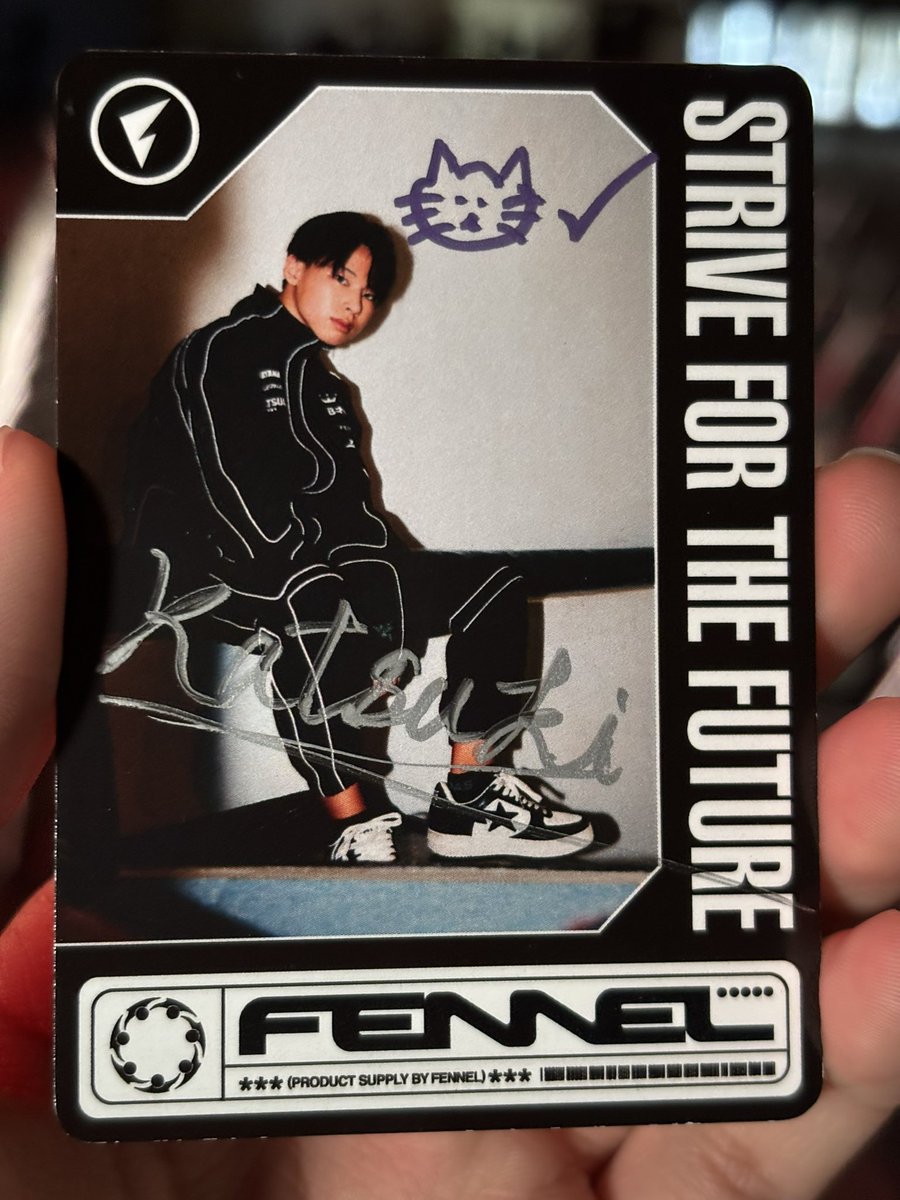 STRIVE FOR THE FUTURE
Katsuki
FENNEL
*** (PRODUCT SUPPLY BY FENNEL) ***